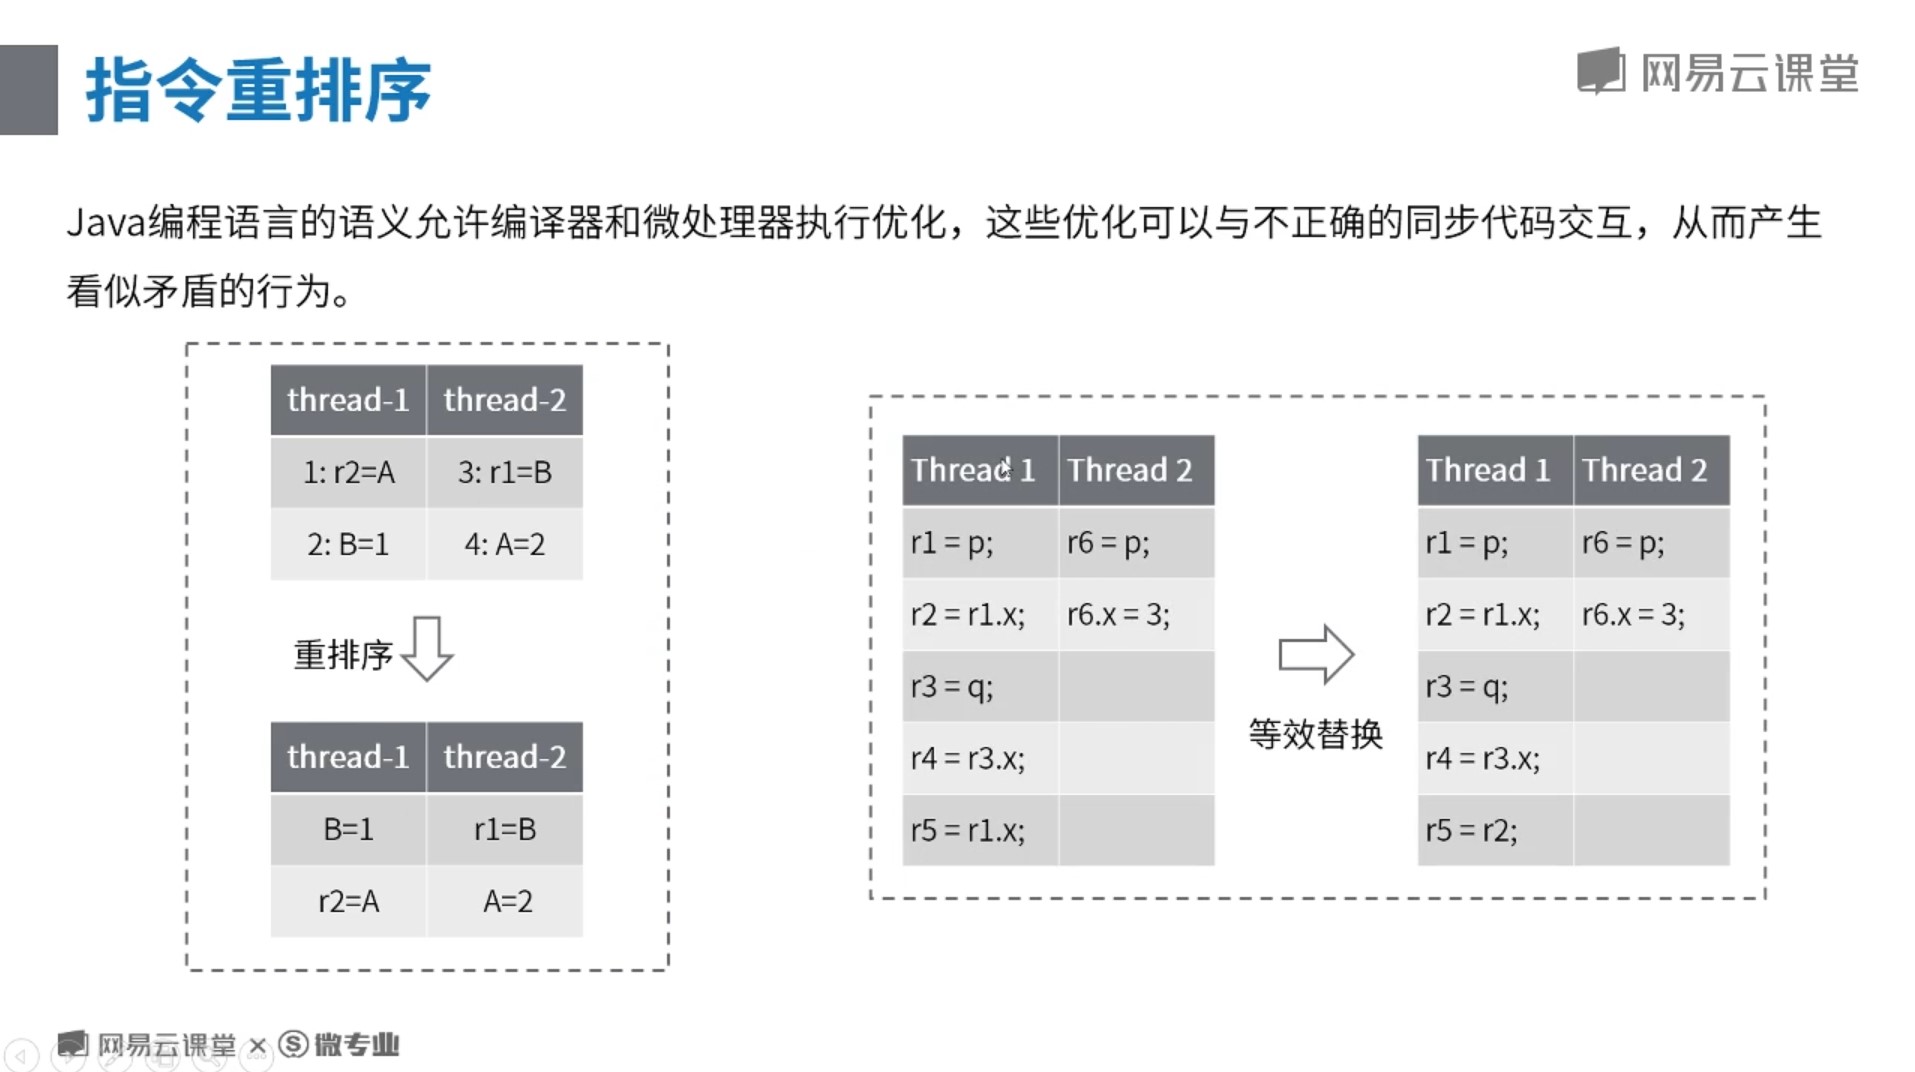 指令重排序
网易云课堂
Java编程语言的语义允许编译器和微处理器执行优化，这些优化可以与不正确的同步代码交互，从而产生
看似矛盾的行为。
thread-1 thread-2
1: r2=A 3: r1=B
2: B=1 4: A=2
重排序
thread-1 thread-2
B=1 r1=B
r2=A A=2
Thread 1 Thread 2
r1 = p; r6 = p;
r2 = r1.x; r6.x = 3;
r3 = q;
r4 = r3.x;
r5 = r1.x;
等效替换
Thread 1 Thread 2
r1 = p; r6 = p;
r2 = r1.x; r6.x = 3;
r3 = q;
r4 = r3.x;
r5 = r2;
网易云课堂 × 微专业